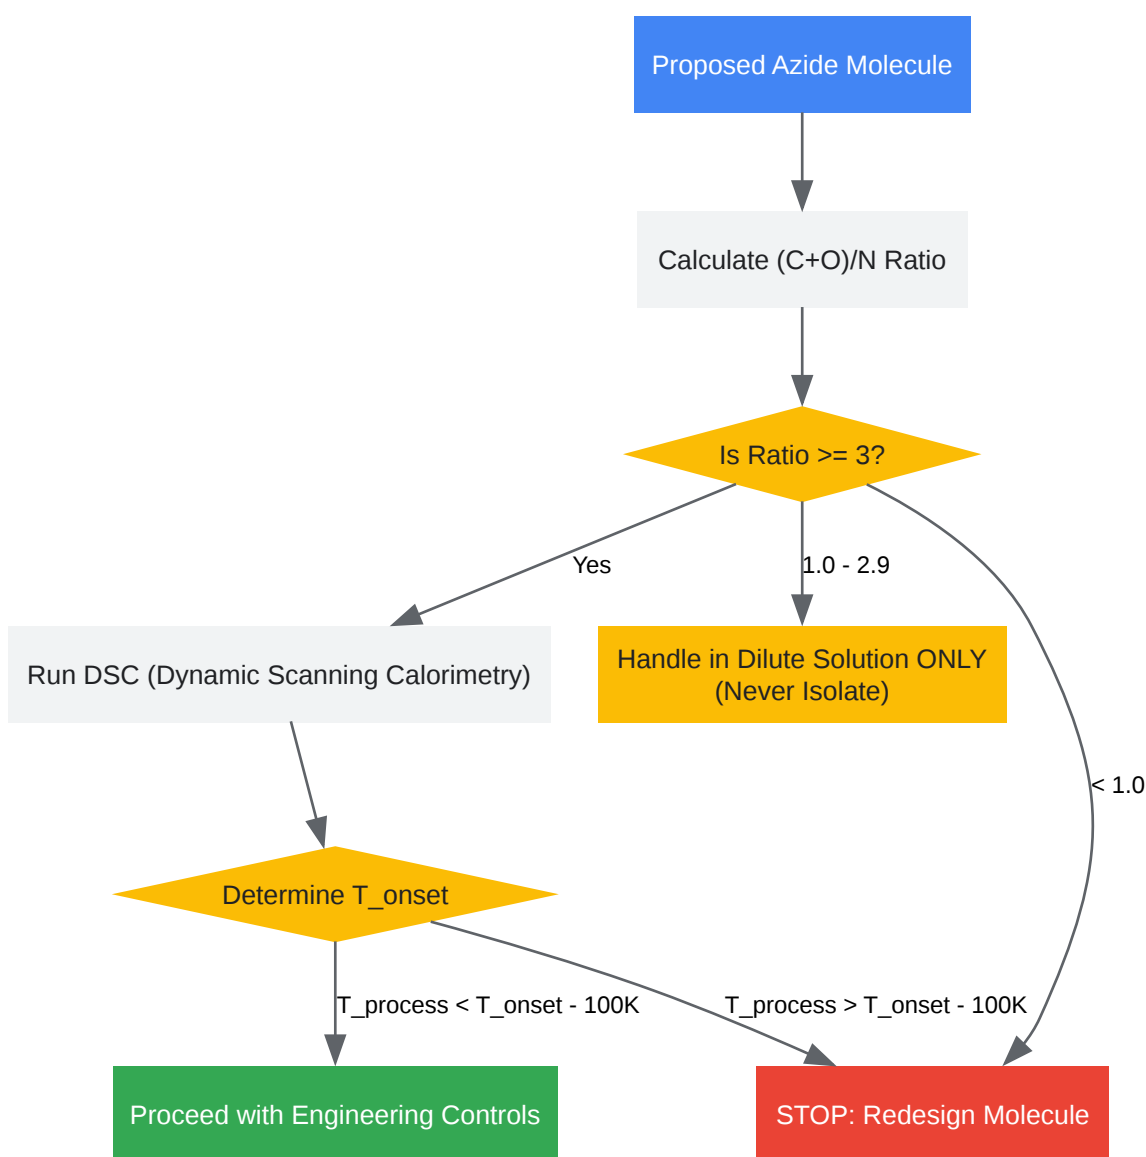 Proposed Azide Molecule
Calculate (C+O)/N Ratio
Is Ratio >= 3?
Yes
1.0 - 2.9
Run DSC (Dynamic Scanning Calorimetry)
Handle in Dilute Solution ONLY
(Never Isolate)
< 1.0
Determine T_onset
T_process < T_onset - 100K
T_process > T_onset - 100K
Proceed with Engineering Controls
STOP: Redesign Molecule